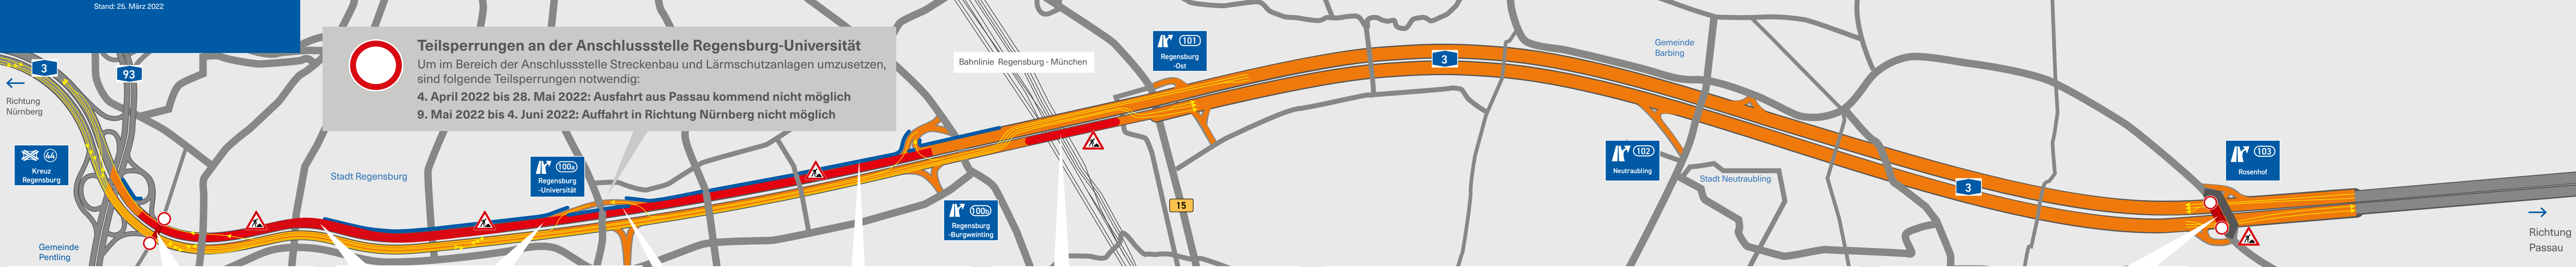 Stand: 25. März 2022
Teilsperrungen an der Anschlussstelle Regensburg-Universität
Um im Bereich der Anschlussstelle Streckenbau und Lärmschutzanlagen umzusetzen,
sind folgende Teilsperrungen notwendig:
4. April 2022 bis 28. Mai 2022: Ausfahrt aus Passau kommend nicht möglich
9. Mai 2022 bis 4. Juni 2022: Auffahrt in Richtung Nürnberg nicht möglich
3
93
Richtung
Nürnberg
44
Kreuz
Regensburg
Gemeinde
Pentling
Stadt Regensburg
100a
Regensburg
-Universität
100b
Regensburg
-Burgweinting
Bahnlinie Regensburg - München
101
Regensburg
-Ost
15
3
Gemeinde
Barbing
102
Neutraubling
Stadt Neutraubling
3
103
Rosenhof
Richtung
Passau